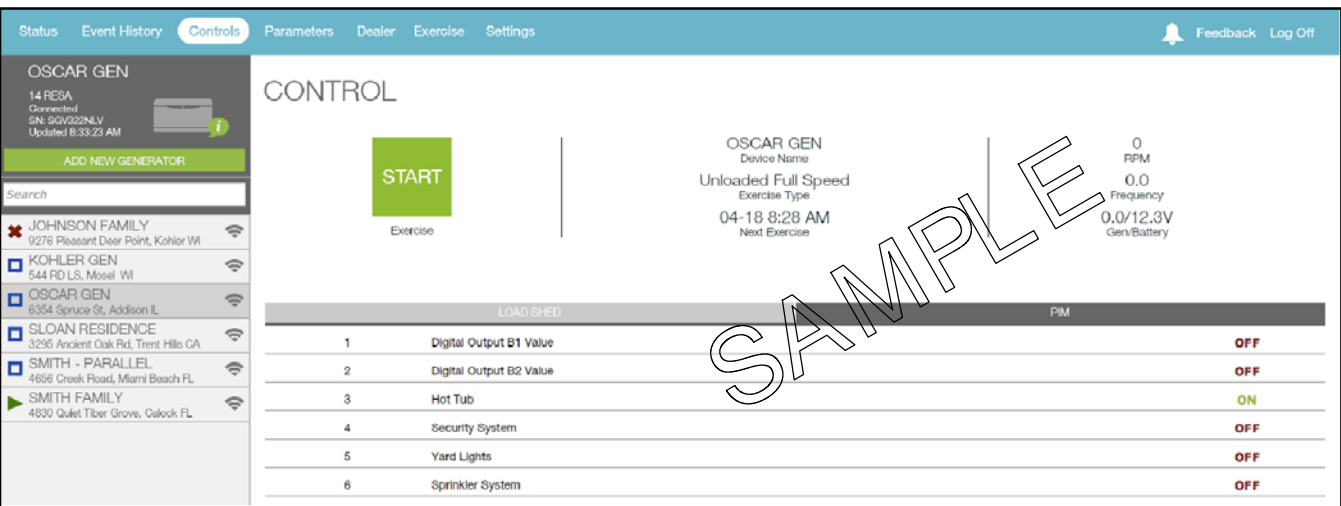 Status Event History Controls Parameters Dealer Exercise Settings Feedback Log Off
OSCAR GEN
14 RESA
Connected
SN: SGV322NLV
Updated 8:33:23 AM
i
ADD NEW GENERATOR
Search
JOHNSON FAMILY
9276 Pleasant Deer Point, Kohler WI
KOHLER GEN
544 RD LS, Mosel WI
OSCAR GEN
6354 Spruce St, Addison IL
SLOAN RESIDENCE
3295 Ancient Oak Rd, Trent Hills CA
SMITH - PARALLEL
4656 Creek Road, Miami Beach FL
SMITH FAMILY
4830 Quiet Tiber Grove, Calock FL
CONTROL
START
Exercise
OSCAR GEN
Device Name
Unloaded Full Speed
Exercise Type
04-18 8:28 AM
Next Exercise
0
RPM
0.0
Frequency
0.0/12.3V
Gen/Battery
SAMPLE
LOAD SHED PIM
1 Digital Output B1 Value OFF
2 Digital Output B2 Value OFF
3 Hot Tub ON
4 Security System OFF
5 Yard Lights OFF
6 Sprinkler System OFF